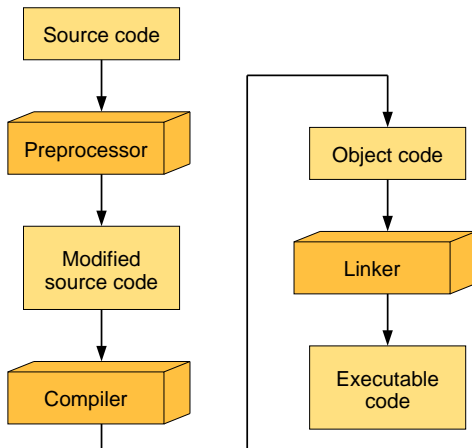 Source code
Preprocessor
Modified
source code
Compiler
Object code
Linker
Executable
code